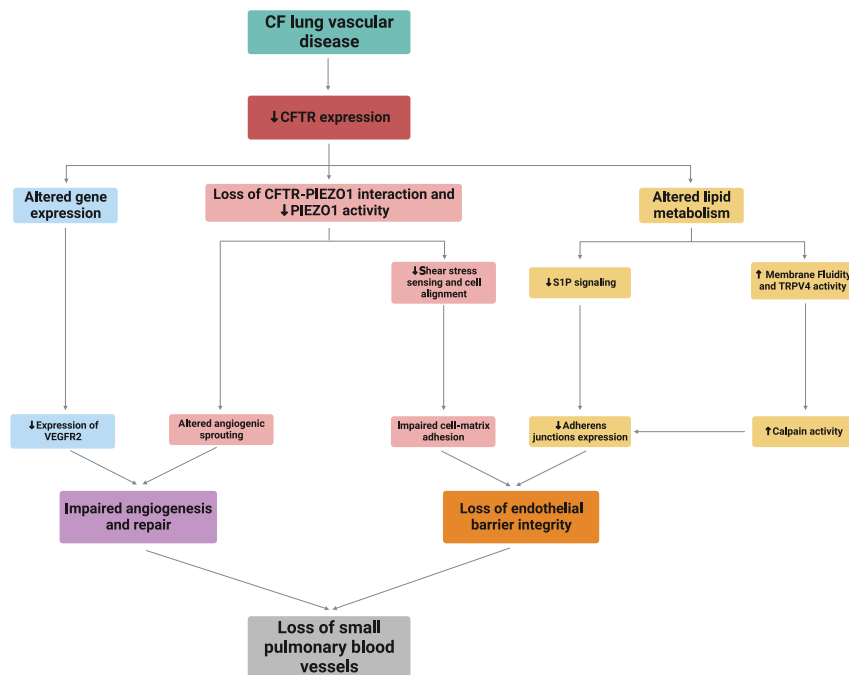 CF lung vascular
disease
↓CFTR expression
Altered gene
expression
Loss of CFTR-PIEZO1 interaction and
↓PIEZO1 activity
Altered lipid
metabolism
↓Shear stress
sensing and cell
alignment
↓S1P signaling
↑ Membrane Fluidity
and TRPV4 activity
↓Expression of
VEGFR2
Altered angiogenic
sprouting
Impaired cell-matrix
adhesion
↓Adherens
junctions expression
↑Calpain activity
Impaired angiogenesis
and repair
Loss of endothelial
barrier integrity
Loss of small
pulmonary blood
vessels